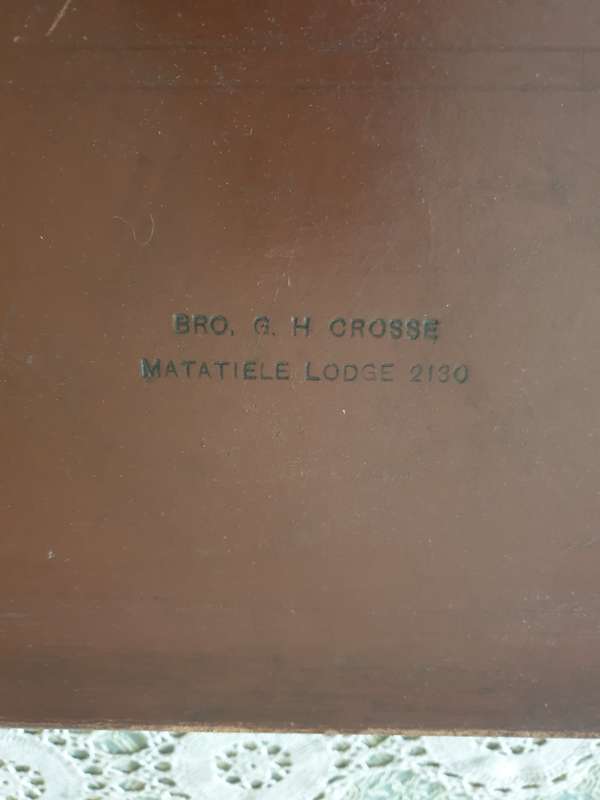 BRO, G. H CROSSE
MATATIELE LODGE 2130